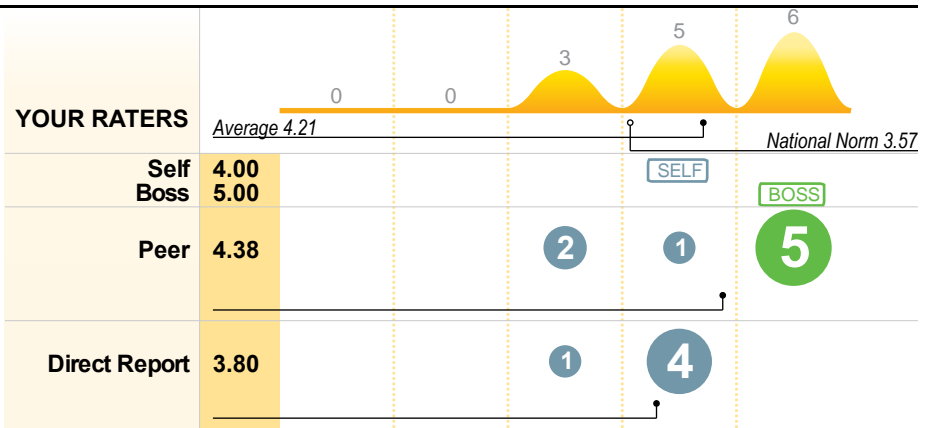 6
5
3
0 0
YOUR RATERS
Average 4.21
National Norm 3.57
Self 4.00 SELF
Boss 5.00 BOSS
Peer 4.38 2 1 5
Direct Report 3.80 1 4